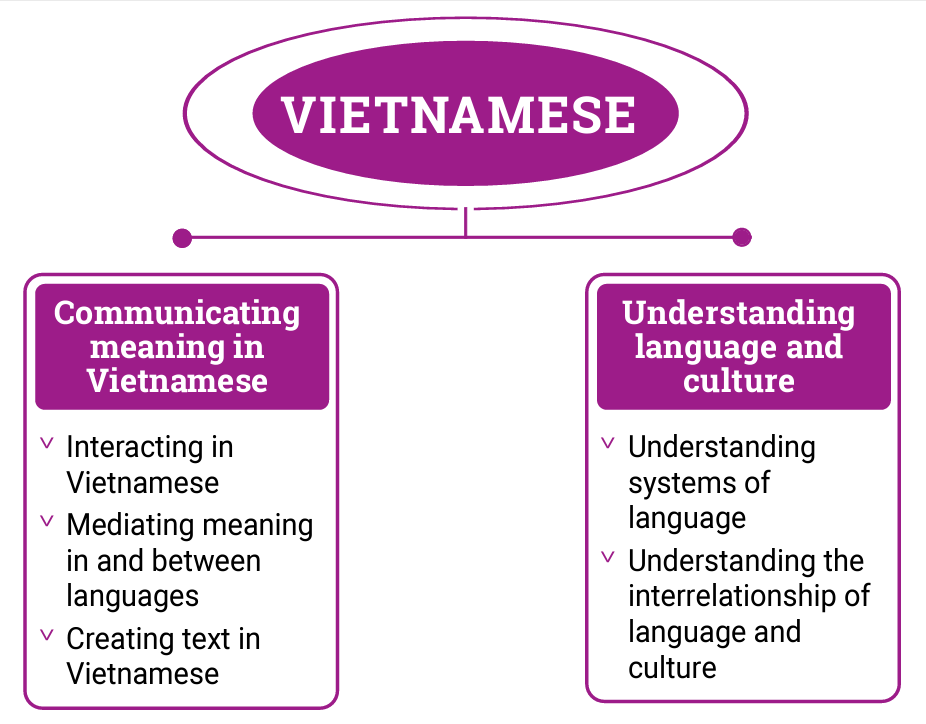 VIETNAMESE
Communicating
meaning in
Vietnamese
Interacting in
Vietnamese
Mediating meaning
in and between
languages
Creating text in
Vietnamese
Understanding
language and
culture
Understanding
systems of
language
Understanding the
interrelationship of
language and
culture